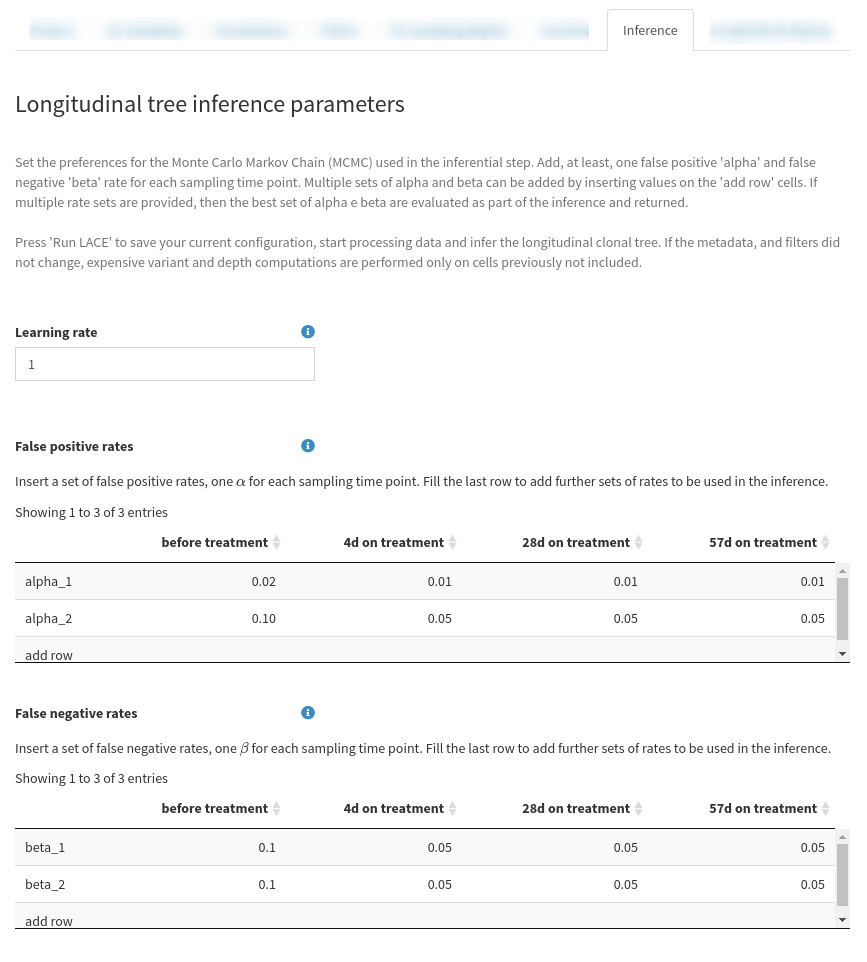 Inference
Longitudinal tree inference parameters
Set the preferences for the Monte Carlo Markov Chain (MCMC) used in the inferential step. Add, at least, one false positive 'alpha' and false
negative 'beta' rate for each sampling time point. Multiple sets of alpha and beta can be added by inserting values on the 'add row' cells. If
multiple rate sets are provided, then the best set of alpha e beta are evaluated as part of the inference and returned.
Press 'Run LACE' to save your current configuration, start processing data and infer the longitudinal clonal tree. If the metadata, and filters did
not change, expensive variant and depth computations are performed only on cells previously not included.
Learning rate
1
False positive rates
Insert a set of false positive rates, one α for each sampling time point. Fill the last row to add further sets of rates to be used in the inference.
Showing 1 to 3 of 3 entries
before treatment 4d on treatment 28d on treatment 57d on treatment
alpha_1 0.02 0.01 0.01 0.01
alpha_2 0.10 0.05 0.05 0.05
add row
False negative rates
Insert a set of false negative rates, one β for each sampling time point. Fill the last row to add further sets of rates to be used in the inference.
Showing 1 to 3 of 3 entries
before treatment 4d on treatment 28d on treatment 57d on treatment
beta_1 0.1 0.05 0.05 0.05
beta_2 0.1 0.05 0.05 0.05
add row